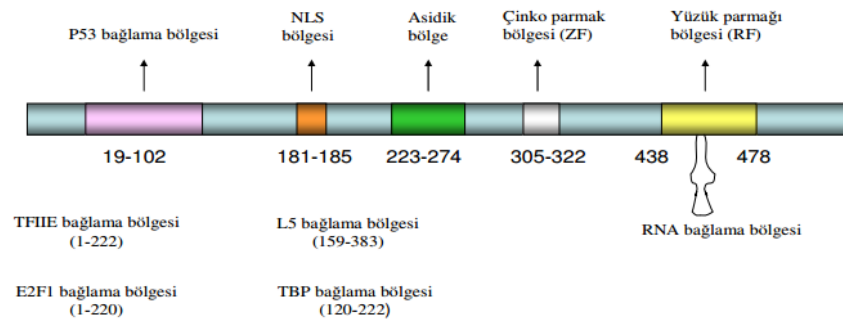 P53 bağlama bölgesi
NLS
bölgesi
Asidik
bölge
Çinko parmak
bölgesi (ZF)
Yüzük parmağı
bölgesi (RF)
19-102
181-185
223-274
305-322
438
478
TFIIE bağlama bölgesi
(1-222)
L5 bağlama bölgesi
(159-383)
RNA bağlama bölgesi
E2F1 bağlama bölgesi
(1-220)
TBP bağlama bölgesi
(120-222)